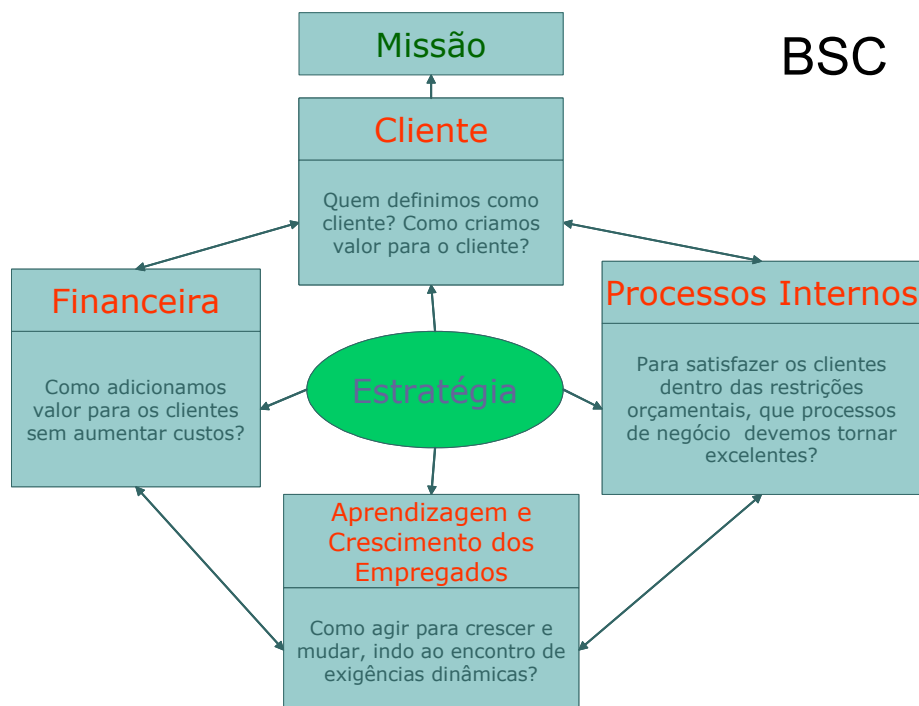 Missão
BSC
Cliente
Quem definimos como
cliente? Como criamos
valor para o cliente?
Financeira
Como adicionamos
valor para os clientes
sem aumentar custos?
Estratégia
Processos Internos
Para satisfazer os clientes
dentro das restrições
orçamentais, que processos
de negócio devemos tornar
excelentes?
Aprendizagem e
Crescimento dos
Empregados
Como agir para crescer e
mudar, indo ao encontro de
exigências dinâmicas?